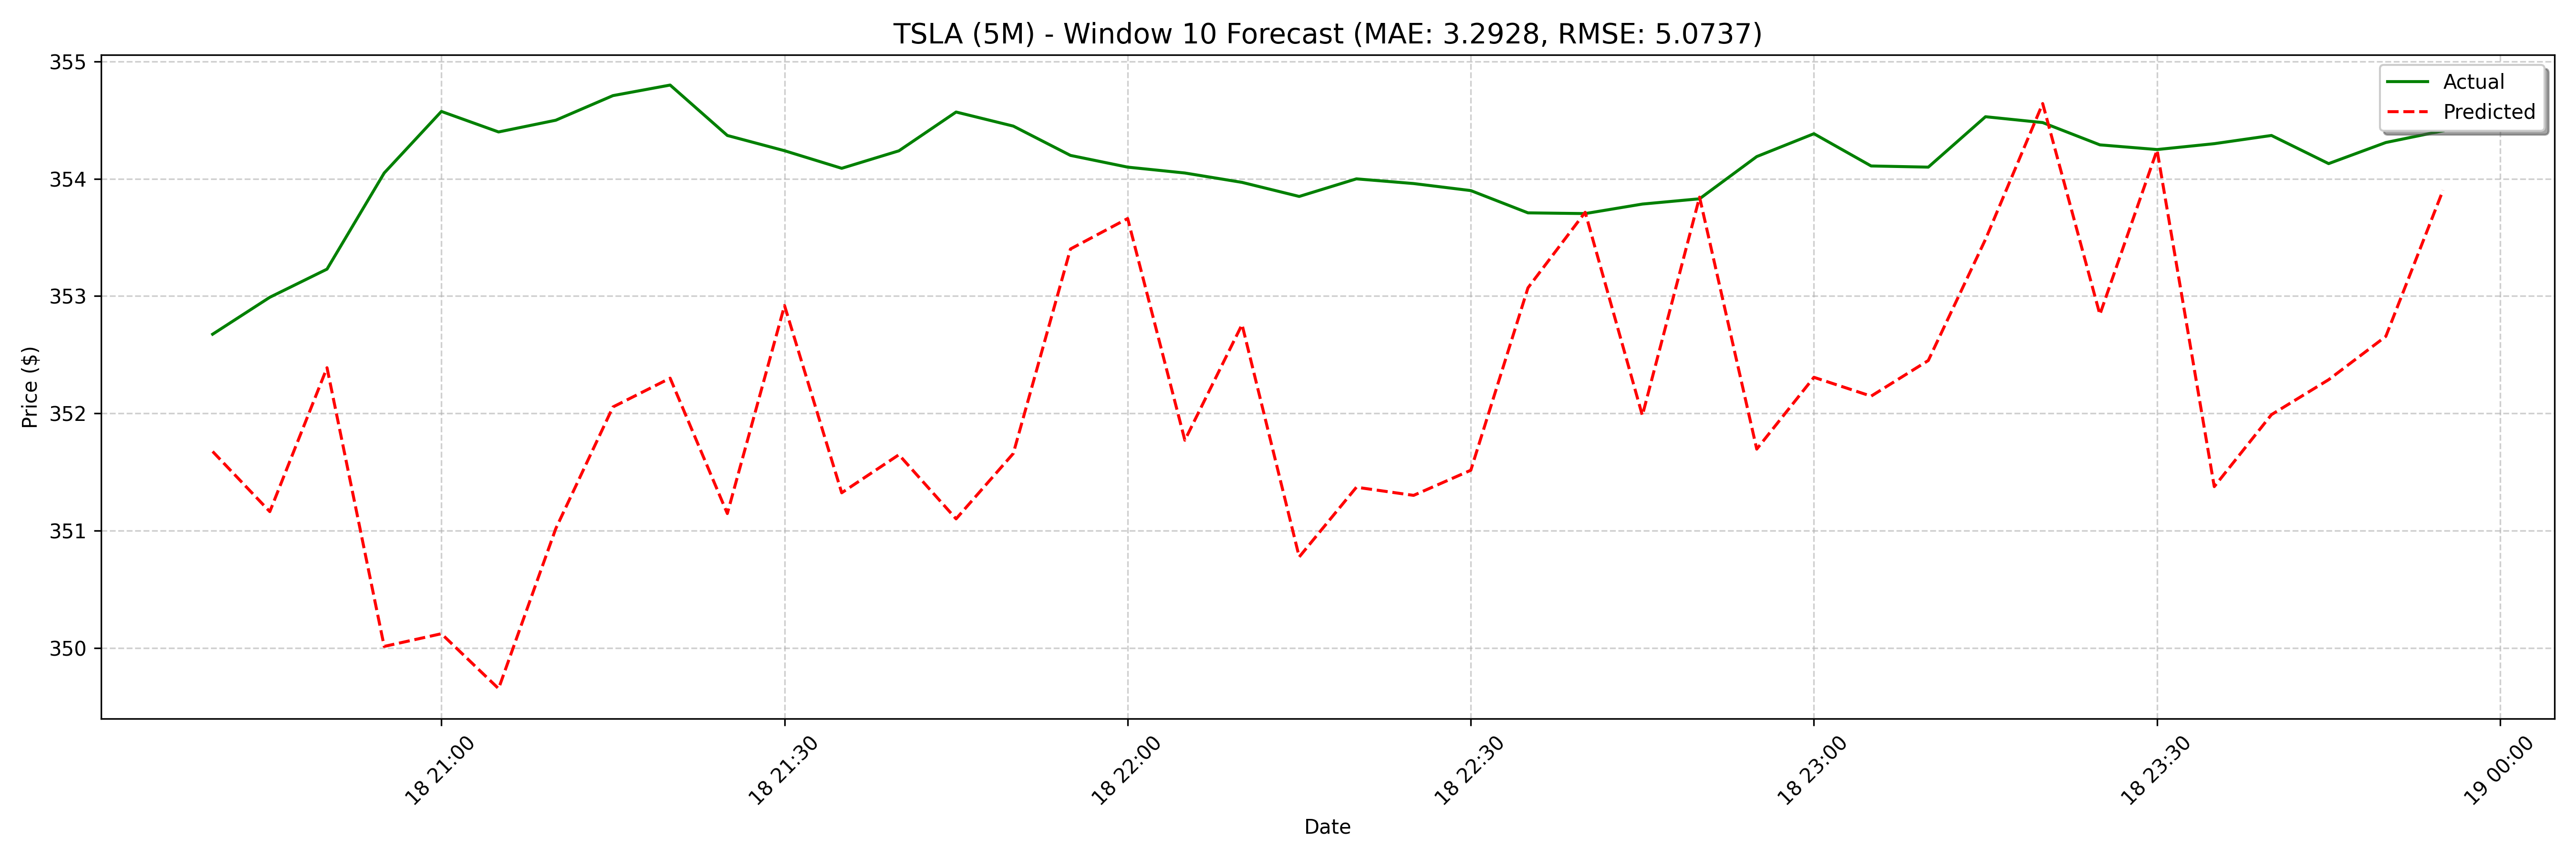 TSLA (5M) - Window 10 Forecast (MAE: 3.2928, RMSE: 5.0737)
Actual
Predicted
355
354
353
352
351
350
Price ($)
18 21:00
18 21:30
18 22:00
18 22:30
18 23:00
18 23:30
19 00:00
Date